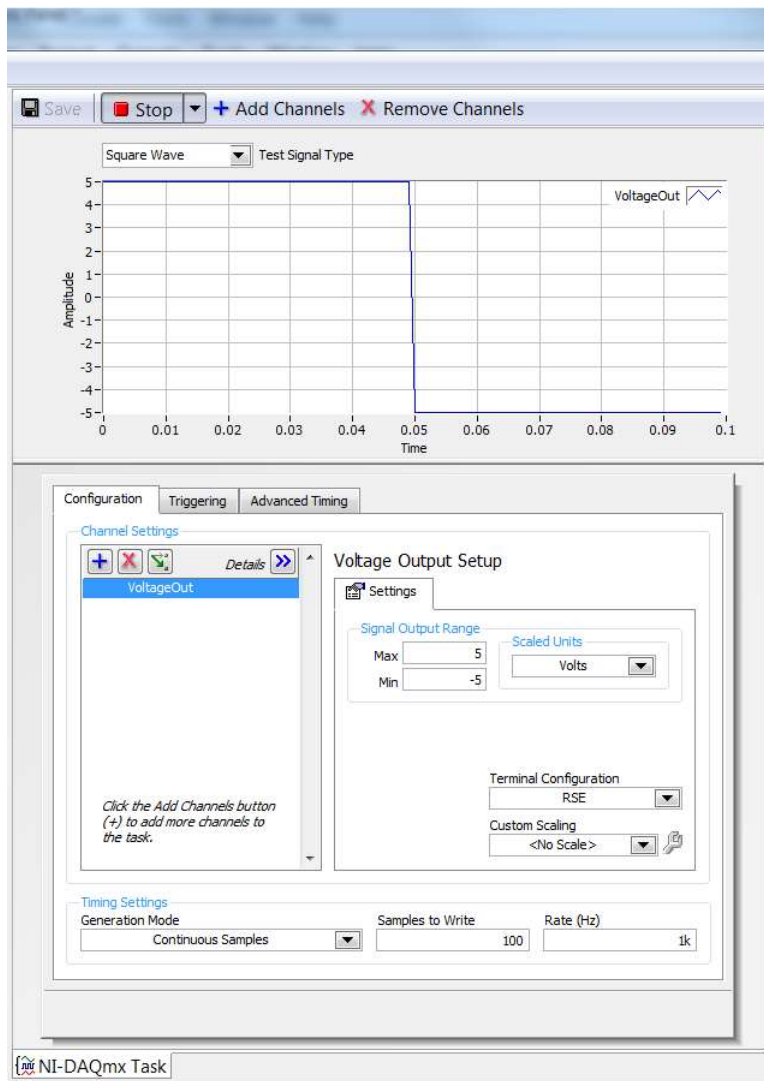 Save
Stop
Add Channels
Remove Channels
Square Wave
Test Signal Type
VoltageOut
5
4
3
2
1
0
-1
-2
-3
-4
-5
Amplitude
0 0.01 0.02 0.03 0.04 0.05 0.06 0.07 0.08 0.09 0.1
Time
Configuration
Triggering
Advanced Timing
Channel Settings
Details
VoltageOut
Click the Add Channels button
(+) to add more channels to
the task.
Voltage Output Setup
Settings
Signal Output Range
Max 5
Min -5
Scaled Units
Volts
Terminal Configuration
RSE
Custom Scaling
<No Scale>
Timing Settings
Generation Mode
Continuous Samples
Samples to Write
100
Rate (Hz)
1k
NI-DAQmx Task